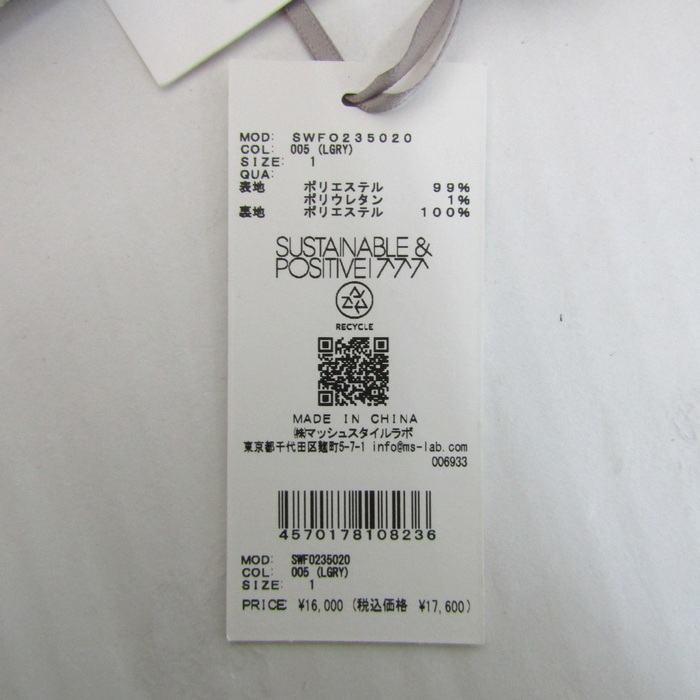 MOD: SWFO235020
COL: 005 (LGRY)
SIZE: 1
QUA:
表地 ポリエステル 99%
ポリウレタン 1%
裏地 ポリエステル 100%
SUSTAINABLE &
POSITIVE! 777
RECYCLE
MADE IN CHINA
㈱マッシュスタイルラボ
東京都千代田区麹町5-7-1 info@ms-lab.com
006933
4570178108236
MOD: SWFO235020
COL: 005 (LGRY)
SIZE: 1
PRICE: ¥16,000 (税込価格 ¥17,600)